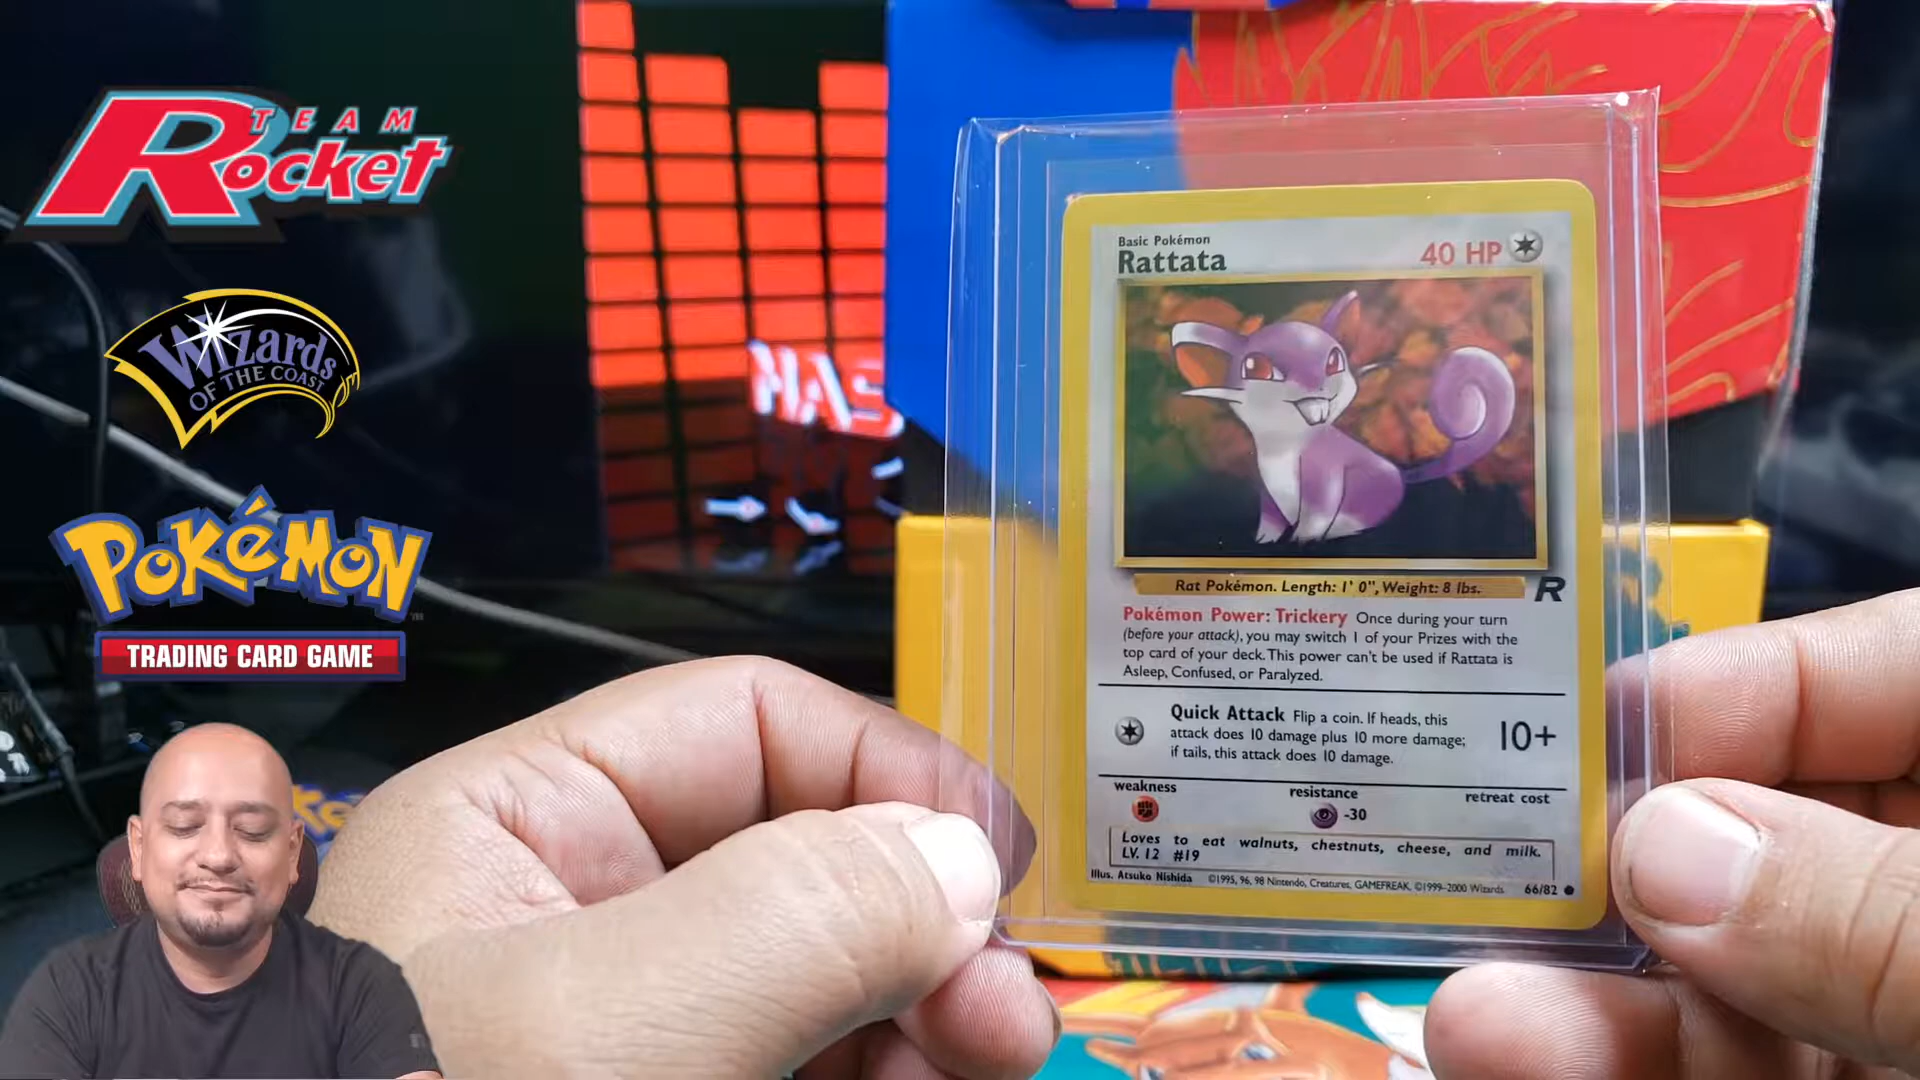 TEAM
Rocket
Wizards
OF THE COAST
POKéMON
TRADING CARD GAME
Basic Pokémon
Rattata
40 HP
Rat Pokémon. Length: 1' 0", Weight: 8 lbs.
R
Pokémon Power: Trickery Once during your turn
(before your attack), you may switch 1 of your Prizes with the
top card of your deck. This power can't be used if Rattata is
Asleep, Confused, or Paralyzed.
Quick Attack Flip a coin. If heads, this
attack does 10 damage plus 10 more damage;
if tails, this attack does 10 damage.
10+
weakness
resistance
retreat cost
-30
Loves to eat walnuts, chestnuts, cheese, and milk.
LV. 12 #19
Illus. Atsuko Nishida
©1995, 96, 98 Nintendo, Creatures, GAMEFREAK. ©1999-2000 Wizards.
66/82